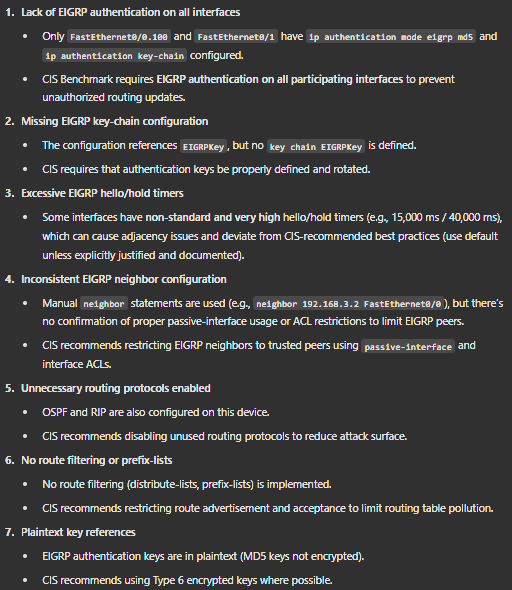 1. Lack of EIGRP authentication on all interfaces
• Only FastEthernet0/0.100 and FastEthernet0/1 have ip authentication mode eigrp md5 and
ip authentication key-chain configured.
• CIS Benchmark requires EIGRP authentication on all participating interfaces to prevent
unauthorized routing updates.
2. Missing EIGRP key-chain configuration
• The configuration references EIGRPKey, but no key chain EIGRPKey is defined.
• CIS requires that authentication keys be properly defined and rotated.
3. Excessive EIGRP hello/hold timers
• Some interfaces have non-standard and very high hello/hold timers (e.g., 15,000 ms / 40,000 ms),
which can cause adjacency issues and deviate from CIS-recommended best practices (use default
unless explicitly justified and documented).
4. Inconsistent EIGRP neighbor configuration
• Manual neighbor statements are used (e.g., neighbor 192.168.3.2 FastEthernet0/0), but there's
no confirmation of proper passive-interface usage or ACL restrictions to limit EIGRP peers.
• CIS recommends restricting EIGRP neighbors to trusted peers using passive-interface and
interface ACLs.
5. Unnecessary routing protocols enabled
• OSPF and RIP are also configured on this device.
• CIS recommends disabling unused routing protocols to reduce attack surface.
6. No route filtering or prefix-lists
• No route filtering (distribute-lists, prefix-lists) is implemented.
• CIS recommends restricting route advertisement and acceptance to limit routing table pollution.
7. Plaintext key references
• EIGRP authentication keys are in plaintext (MD5 keys not encrypted).
• CIS recommends using Type 6 encrypted keys where possible.